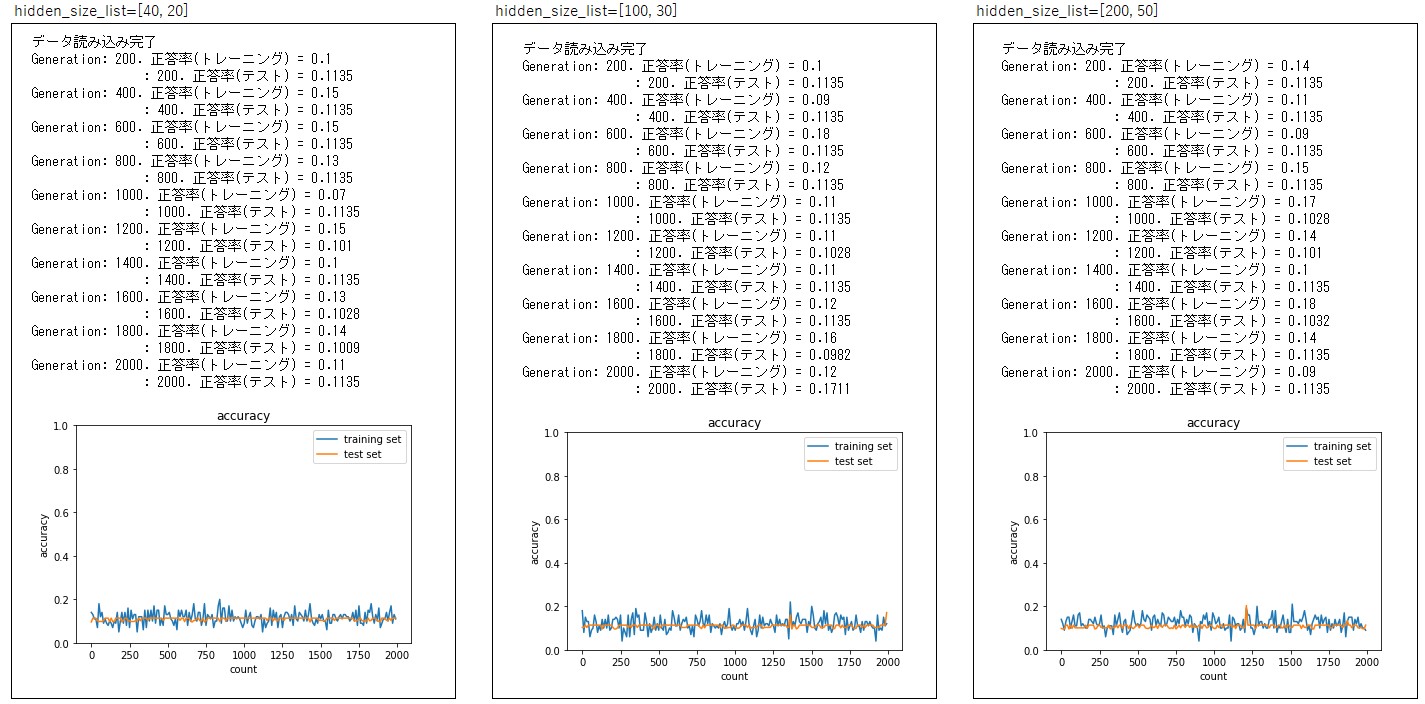 hidden_size_list=[40, 20]
データ読み込み完了
Generation: 200. 正答率(トレーニング) = 0.1
: 200. 正答率(テスト) = 0.1135
Generation: 400. 正答率(トレーニング) = 0.15
: 400. 正答率(テスト) = 0.1135
Generation: 600. 正答率(トレーニング) = 0.15
: 600. 正答率(テスト) = 0.1135
Generation: 800. 正答率(トレーニング) = 0.13
: 800. 正答率(テスト) = 0.1135
Generation: 1000. 正答率(トレーニング) = 0.07
: 1000. 正答率(テスト) = 0.1135
Generation: 1200. 正答率(トレーニング) = 0.15
: 1200. 正答率(テスト) = 0.101
Generation: 1400. 正答率(トレーニング) = 0.1
: 1400. 正答率(テスト) = 0.1135
Generation: 1600. 正答率(トレーニング) = 0.13
: 1600. 正答率(テスト) = 0.1028
Generation: 1800. 正答率(トレーニング) = 0.14
: 1800. 正答率(テスト) = 0.1009
Generation: 2000. 正答率(トレーニング) = 0.11
: 2000. 正答率(テスト) = 0.1135
accuracy
1.0
0.8
0.6
0.4
0.2
0.0
accuracy
training set
test set
0 250 500 750 1000 1250 1500 1750 2000
count
hidden_size_list=[100, 30]
データ読み込み完了
Generation: 200. 正答率(トレーニング) = 0.1
: 200. 正答率(テスト) = 0.1135
Generation: 400. 正答率(トレーニング) = 0.09
: 400. 正答率(テスト) = 0.1135
Generation: 600. 正答率(トレーニング) = 0.18
: 600. 正答率(テスト) = 0.1135
Generation: 800. 正答率(トレーニング) = 0.12
: 800. 正答率(テスト) = 0.1135
Generation: 1000. 正答率(トレーニング) = 0.11
: 1000. 正答率(テスト) = 0.1135
Generation: 1200. 正答率(トレーニング) = 0.11
: 1200. 正答率(テスト) = 0.1028
Generation: 1400. 正答率(トレーニング) = 0.11
: 1400. 正答率(テスト) = 0.1135
Generation: 1600. 正答率(トレーニング) = 0.12
: 1600. 正答率(テスト) = 0.1135
Generation: 1800. 正答率(トレーニング) = 0.16
: 1800. 正答率(テスト) = 0.0982
Generation: 2000. 正答率(トレーニング) = 0.12
: 2000. 正答率(テスト) = 0.1711
accuracy
1.0
0.8
0.6
0.4
0.2
0.0
accuracy
training set
test set
0 250 500 750 1000 1250 1500 1750 2000
count
hidden_size_list=[200, 50]
データ読み込み完了
Generation: 200. 正答率(トレーニング) = 0.14
: 200. 正答率(テスト) = 0.1135
Generation: 400. 正答率(トレーニング) = 0.11
: 400. 正答率(テスト) = 0.1135
Generation: 600. 正答率(トレーニング) = 0.09
: 600. 正答率(テスト) = 0.1135
Generation: 800. 正答率(トレーニング) = 0.15
: 800. 正答率(テスト) = 0.1135
Generation: 1000. 正答率(トレーニング) = 0.17
: 1000. 正答率(テスト) = 0.1028
Generation: 1200. 正答率(トレーニング) = 0.14
: 1200. 正答率(テスト) = 0.101
Generation: 1400. 正答率(トレーニング) = 0.1
: 1400. 正答率(テスト) = 0.1135
Generation: 1600. 正答率(トレーニング) = 0.18
: 1600. 正答率(テスト) = 0.1032
Generation: 1800. 正答率(トレーニング) = 0.14
: 1800. 正答率(テスト) = 0.1135
Generation: 2000. 正答率(トレーニング) = 0.09
: 2000. 正答率(テスト) = 0.1135
accuracy
1.0
0.8
0.6
0.4
0.2
0.0
accuracy
training set
test set
0 250 500 750 1000 1250 1500 1750 2000
count